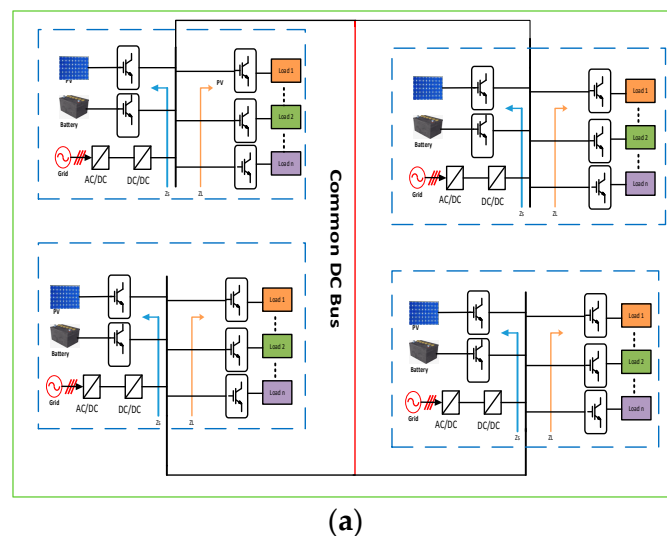 PV
Battery
Grid
AC/DC
DC/DC
Zs
ZL
PV
Load 1
Load 2
Load n
Battery
Grid
AC/DC
DC/DC
Zs
ZL
Load 1
Load 2
Load n
Common DC Bus
PV
Battery
Grid
AC/DC
DC/DC
Zs
ZL
Load 1
Load 2
Load n
PV
Battery
Grid
AC/DC
DC/DC
Zs
ZL
Load 1
Load 2
Load n
(a)